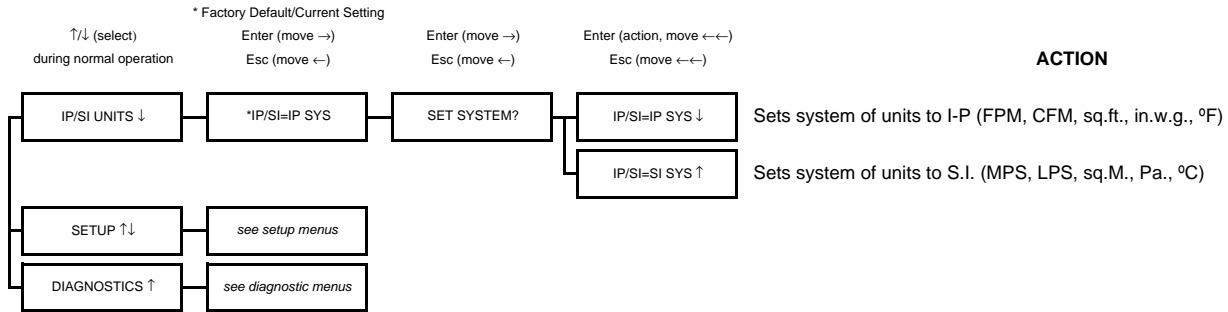 * Factory Default/Current Setting
↑/↓ (select) Enter (move →) Enter (move →) Enter (action, move ←←)
during normal operation Esc (move ←) Esc (move ←) Esc (move ←←) ACTION
IP/SI UNITS ↓ *IP/SI=IP SYS SET SYSTEM? IP/SI=IP SYS ↓ Sets system of units to I-P (FPM, CFM, sq.ft., in.w.g., ºF)
IP/SI=SI SYS ↑ Sets system of units to S.I. (MPS, LPS, sq.M., Pa., ºC)
SETUP ↑↓ see setup menus
DIAGNOSTICS ↑ see diagnostic menus